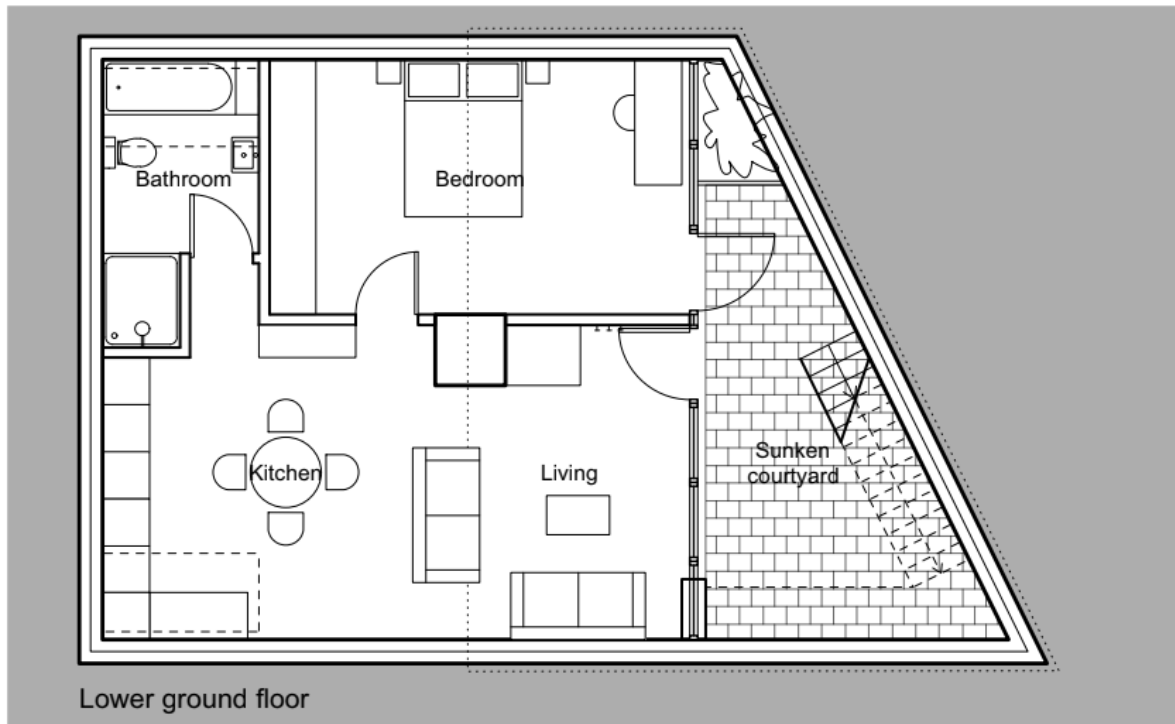 Bathroom
Bedroom
Kitchen
Living
Sunken
courtyard
Lower ground floor